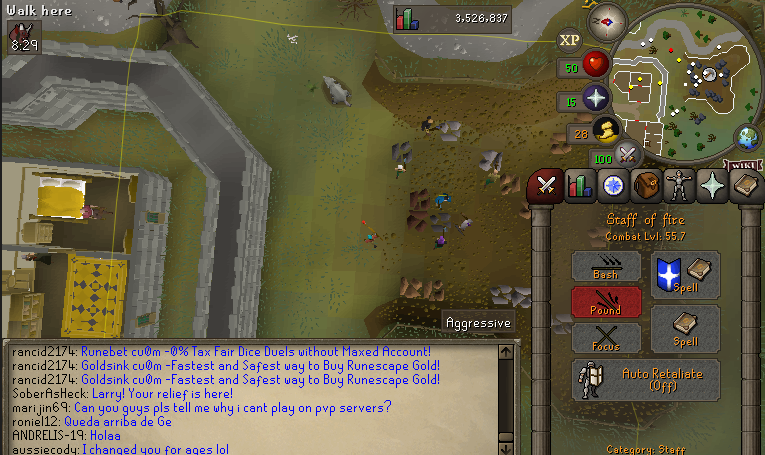 Walk here
8:29
3,526,837
XP
50
15
28
100
WIKI
Staff of fire
Combat Lvl: 55.7
Bash
Spell
Pound
Spell
Focus
Aggressive
Auto Retaliate
(Off)
Category: Staff
rancid2174: Runebet cu0m -0% Tax Fair Dice Duels without Maxed Account!
rancid2174: Goldsink cu0m -Fastest and Safest way to Buy Runescape Gold!
rancid2174: Goldsink cu0m -Fastest and Safest way to Buy Runescape Gold!
SoberAsHeck: Larry! Your relief is here!
marijin69: Can you guys pls tell me why i cant play on pvp servers?
roniel12: Queda arriba de Ge
ANDRELIS-19: Holaa
aussiecody: I changed you for ages lol